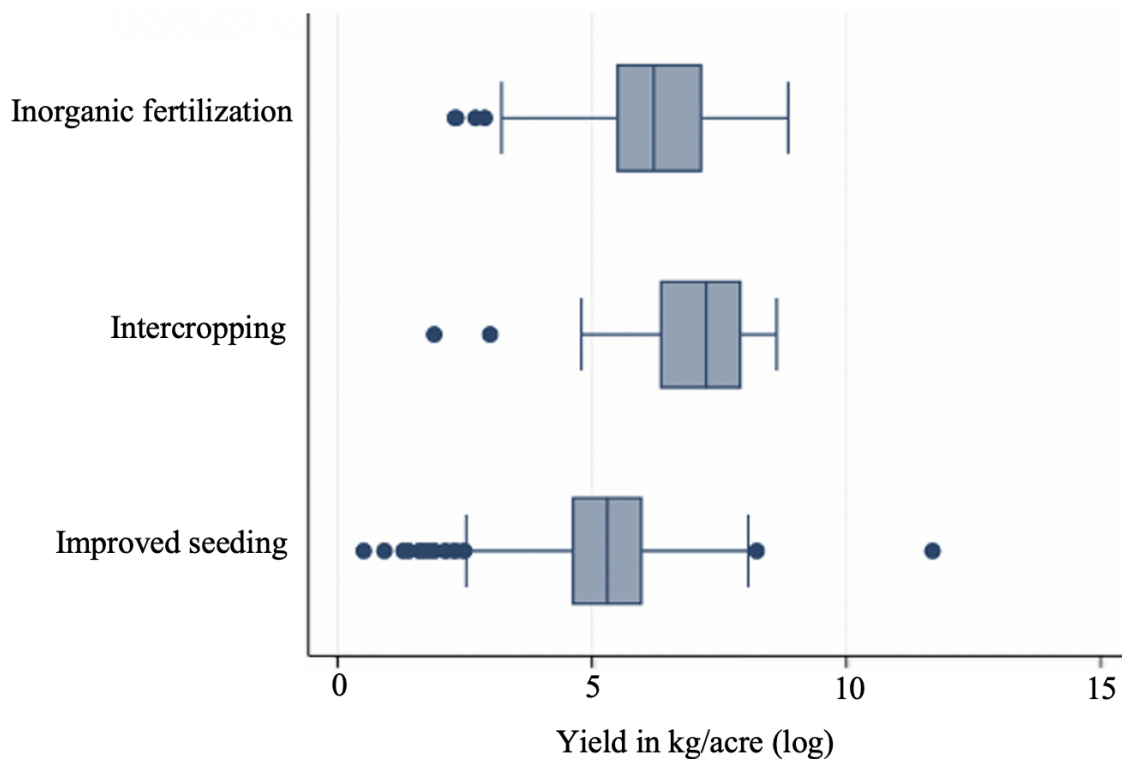 Inorganic fertilization
Intercropping
Improved seeding
0 5 10 15
Yield in kg/acre (log)